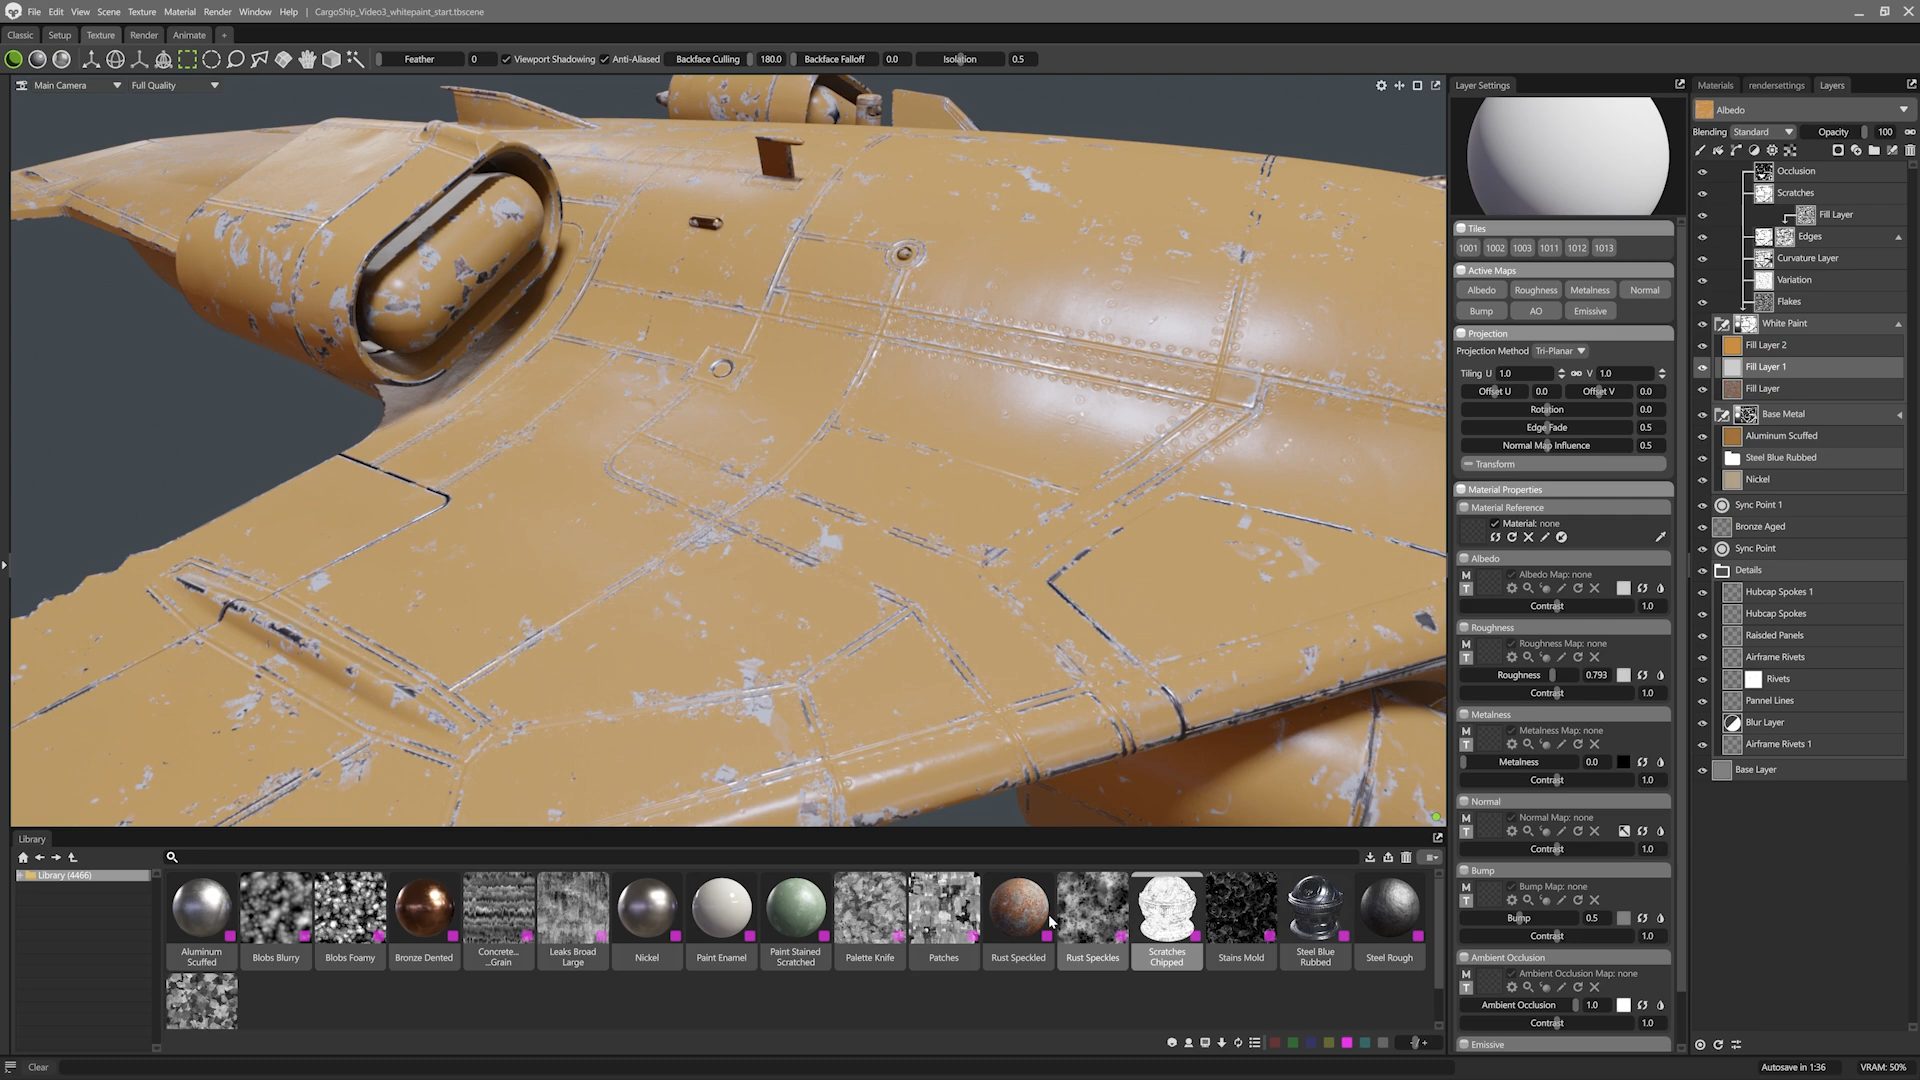 File Edit View Scene Texture Material Render Window Help | CargoShip_Video3_whitepaint_start.tbscene
Classic Setup Texture Render Animate +
Feather 0 Viewport Shadowing Anti-Aliased Backface Culling 180.0 Backface Falloff 0.0 Isolation 0.5
Main Camera Full Quality
Layer Settings
Materials rendersettings Layers
Albedo
Blending Standard Opacity 100
Occlusion
Scratches
Fill Layer
Edges
Curvature Layer
Variation
Flakes
White Paint
Fill Layer 2
Fill Layer 1
Fill Layer
Base Metal
Aluminum Scuffed
Steel Blue Rubbed
Nickel
Sync Point 1
Bronze Aged
Sync Point
Details
Hubcap Spokes 1
Hubcap Spokes
Raisded Panels
Airframe Rivets
Rivets
Pannel Lines
Blur Layer
Airframe Rivets 1
Base Layer
Tiles
1001 1002 1003 1011 1012 1013
Active Maps
Albedo Roughness Metalness Normal
Bump AO Emissive
Projection
Projection Method Tri-Planar
Tiling U 1.0 V 1.0
Offset U 0.0 Offset V 0.0
Rotation 0.0
Edge Fade 0.5
Normal Map Influence 0.5
Transform
Material Properties
Material Reference
Material: none
Albedo
M Albedo Map: none
T
Contrast 1.0
Roughness
M Roughness Map: none
T
Roughness 0.793
Contrast 1.0
Metalness
M Metalness Map: none
T
Metalness 0.0
Contrast 1.0
Normal
M Normal Map: none
T
Contrast 1.0
Bump
M Bump Map: none
T
Bump 0.5
Contrast 1.0
Ambient Occlusion
M Ambient Occlusion Map: none
T
Ambient Occlusion 1.0
Contrast 1.0
Emissive
Library
Library (4466)
Aluminum Scuffed
Blobs Blurry
Blobs Foamy
Bronze Dented
Concrete... ...Grain
Leaks Broad Large
Nickel
Paint Enamel
Paint Stained Scratched
Palette Knife
Patches
Rust Speckled
Rust Speckles
Scratches Chipped
Stains Mold
Steel Blue Rubbed
Steel Rough
Clear
Autosave in 1:36 VRAM: 50%